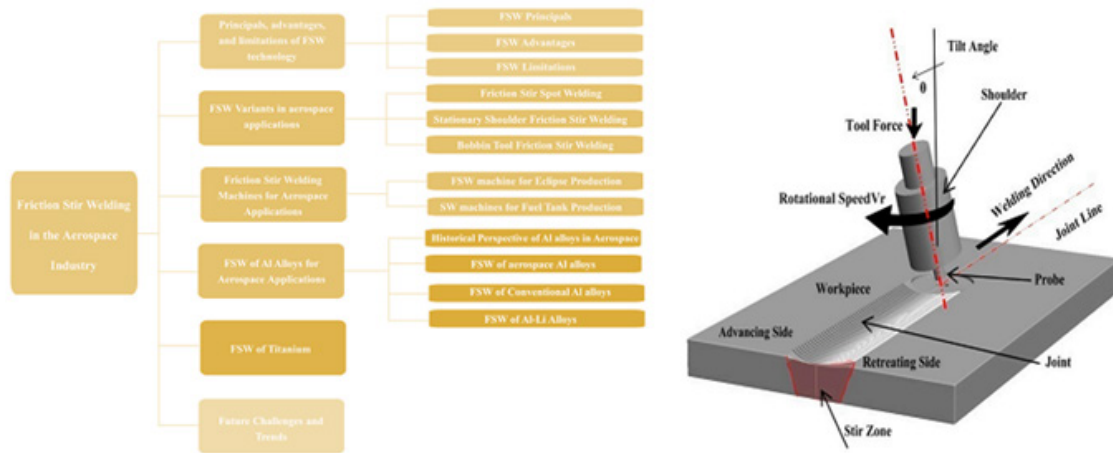 Friction Stir Welding
in the Aerospace
Industry
Principals, advantages,
and limitations of FSW
technology
FSW Principals
FSW Advantages
FSW Limitations
FSW Variants in aerospace
applications
Friction Stir Spot Welding
Stationary Shoulder Friction Stir Welding
Bobbin Tool Friction Stir Welding
Friction Stir Welding
Machines for Aerospace
Applications
FSW machine for Eclipse Production
SW machines for Fuel Tank Production
FSW of Al Alloys for
Aerospace Applications
Historical Perspective of Al alloys in Aerospace
FSW of aerospace Al alloys
FSW of Conventional Al alloys
FSW of Al-Li Alloys
FSW of Titanium
Future Challenges and
Trends
Tilt Angle
θ
Shoulder
Tool Force
Rotational SpeedVr
Welding Direction
Joint Line
Probe
Workpiece
Advancing Side
Retreating Side
Joint
Stir Zone